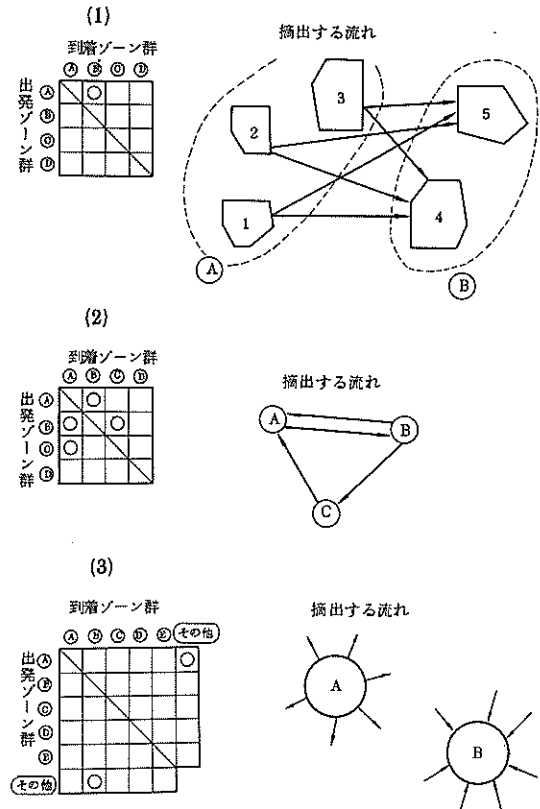 (1)
到着ゾーン群
Ⓐ Ⓑ Ⓒ Ⓓ
出発ゾーン群
Ⓐ
Ⓑ
Ⓒ
Ⓓ
摘出する流れ
3
5
2
1
4
Ⓐ
Ⓑ
(2)
到着ゾーン群
Ⓐ Ⓑ Ⓒ Ⓓ
出発ゾーン群
Ⓐ
Ⓑ
Ⓒ
Ⓓ
摘出する流れ
A
B
C
(3)
到着ゾーン群
Ⓐ Ⓑ Ⓒ Ⓓ Ⓔ その他
出発ゾーン群
Ⓐ
Ⓑ
Ⓒ
Ⓓ
Ⓔ
その他
摘出する流れ
A
B